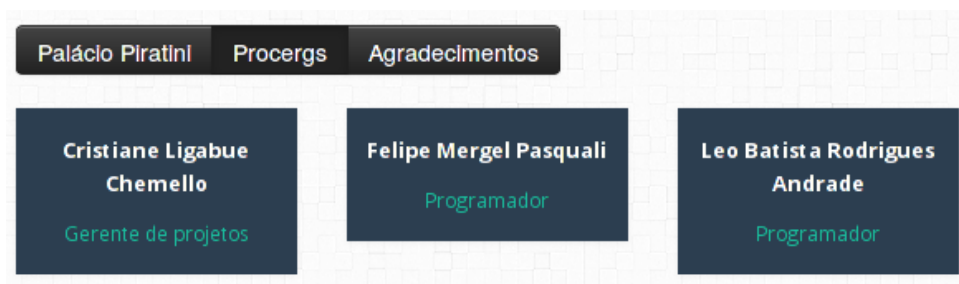 Palácio Piratini Procergs Agradecimentos
Cristiane Ligabue
Chemello
Gerente de projetos
Felipe Mergel Pasquali
Programador
Leo Batista Rodrigues
Andrade
Programador